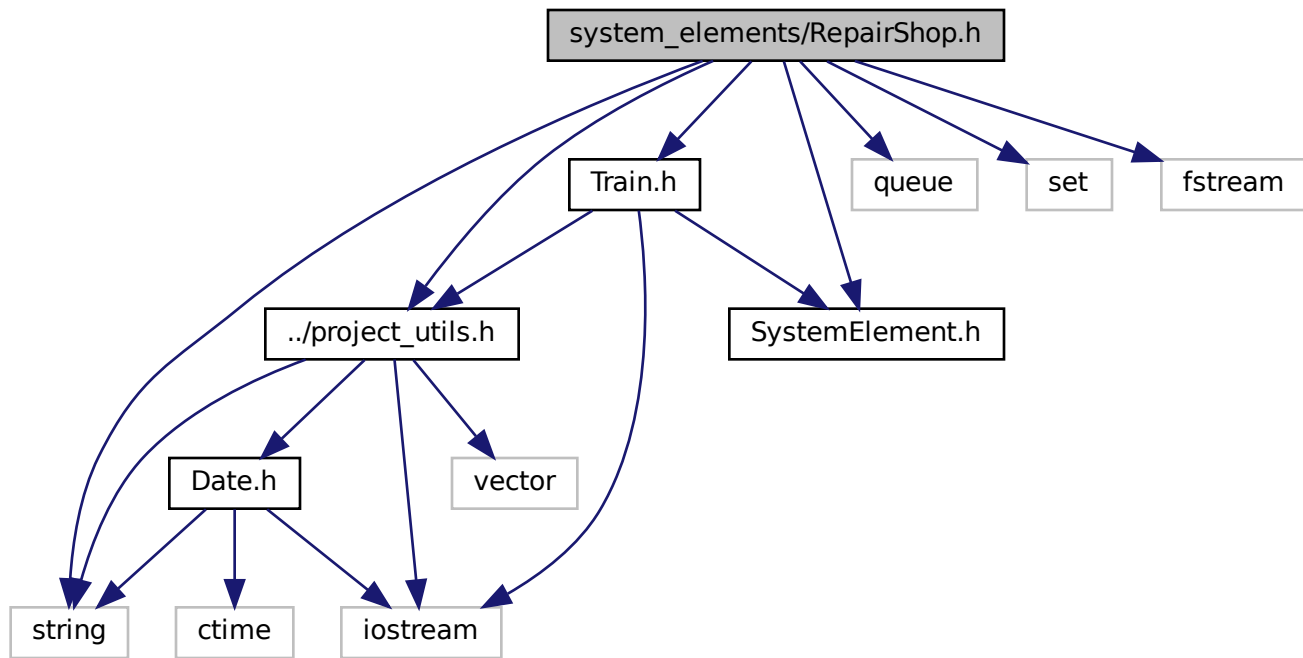 system_elements/RepairShop.h
Train.h
queue
set
fstream
../project_utils.h
SystemElement.h
Date.h
vector
string
ctime
iostream